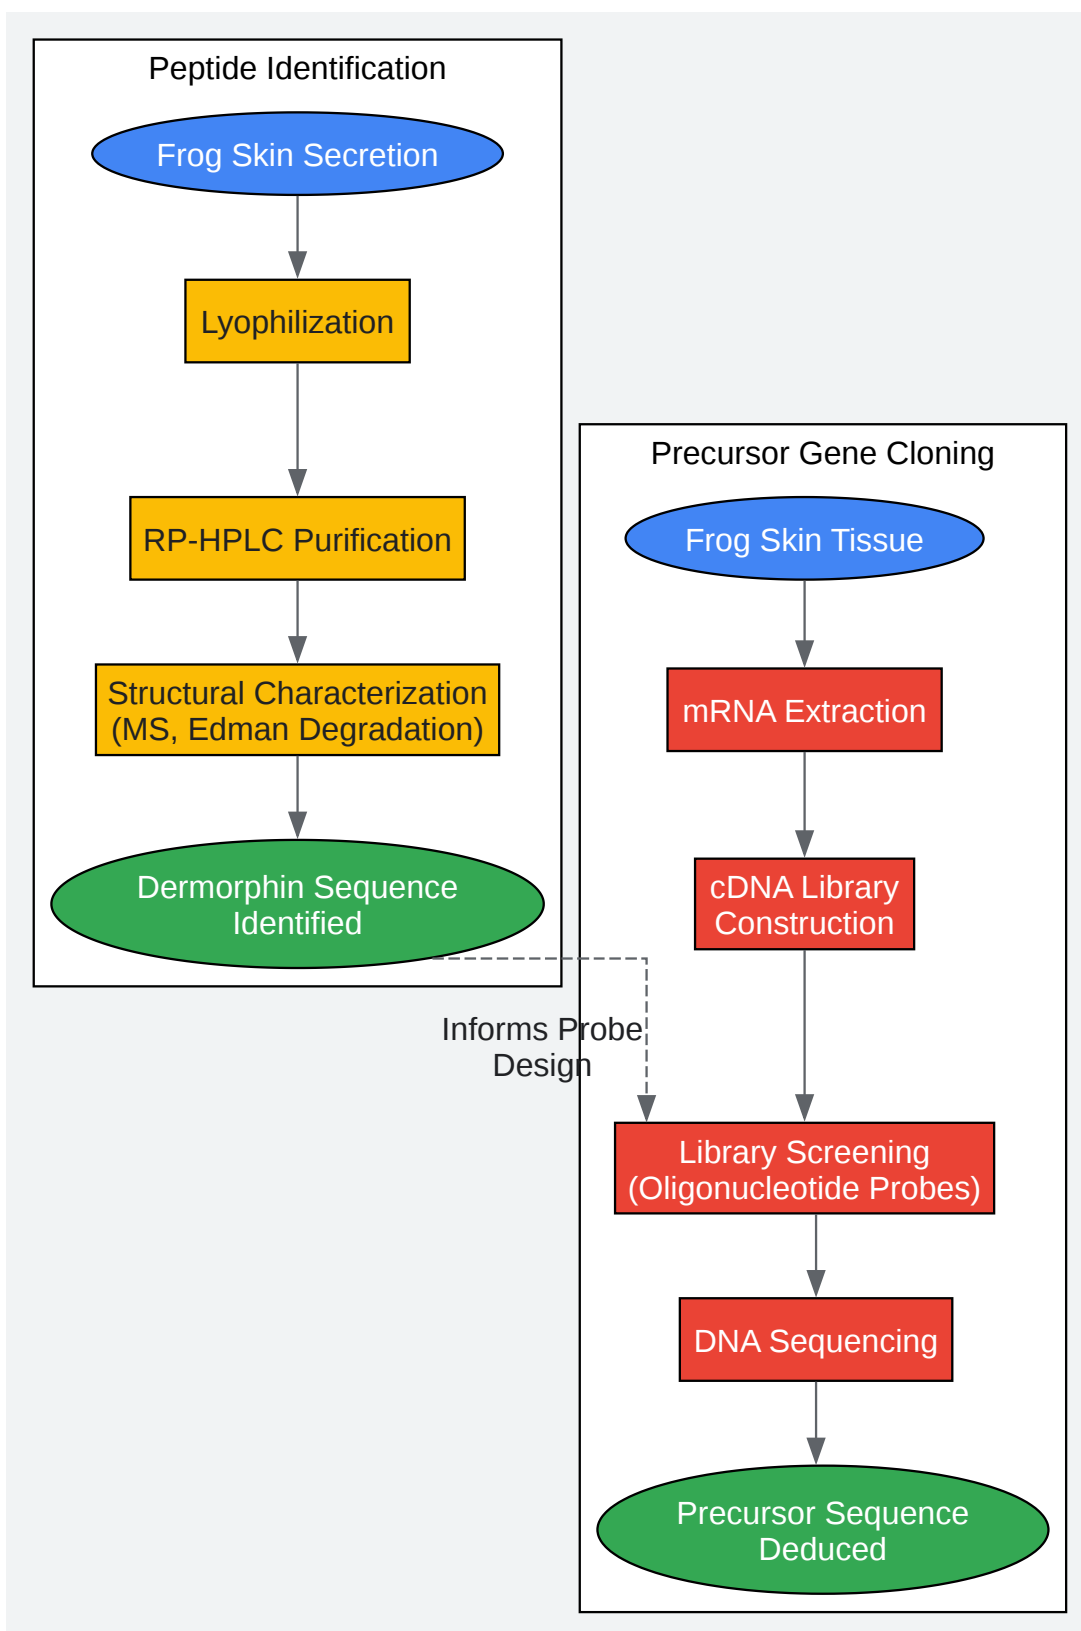 Peptide Identification
Frog Skin Secretion
Lyophilization
RP-HPLC Purification
Structural Characterization
(MS, Edman Degradation)
Dermorphin Sequence
Identified
Informs Probe
Design
Precursor Gene Cloning
Frog Skin Tissue
mRNA Extraction
cDNA Library
Construction
Library Screening
(Oligonucleotide Probes)
DNA Sequencing
Precursor Sequence
Deduced